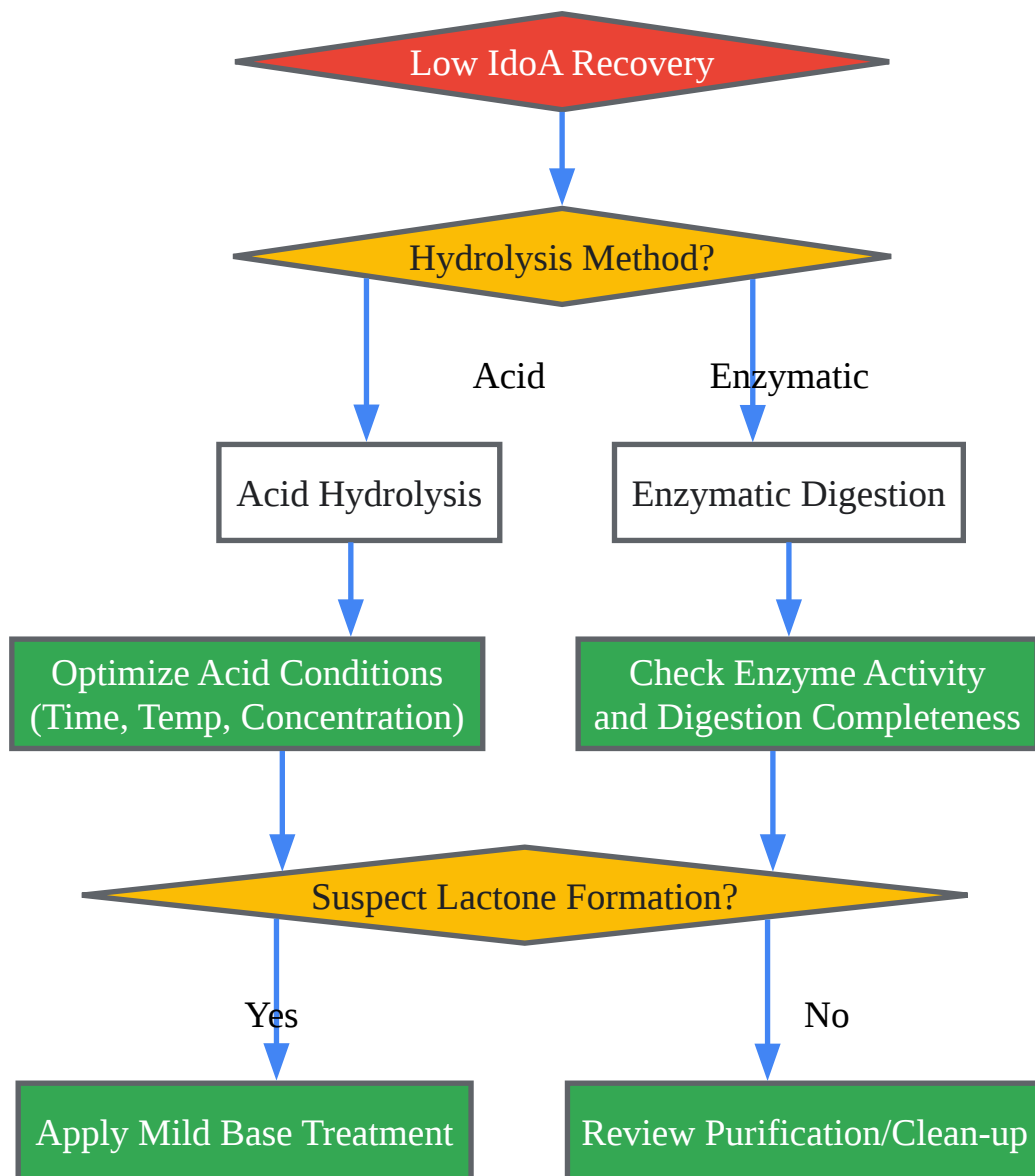 Low IdoA Recovery
Hydrolysis Method?
Acid
Enzymatic
Acid Hydrolysis
Enzymatic Digestion
Optimize Acid Conditions
(Time, Temp, Concentration)
Check Enzyme Activity
and Digestion Completeness
Suspect Lactone Formation?
Yes
No
Apply Mild Base Treatment
Review Purification/Clean-up